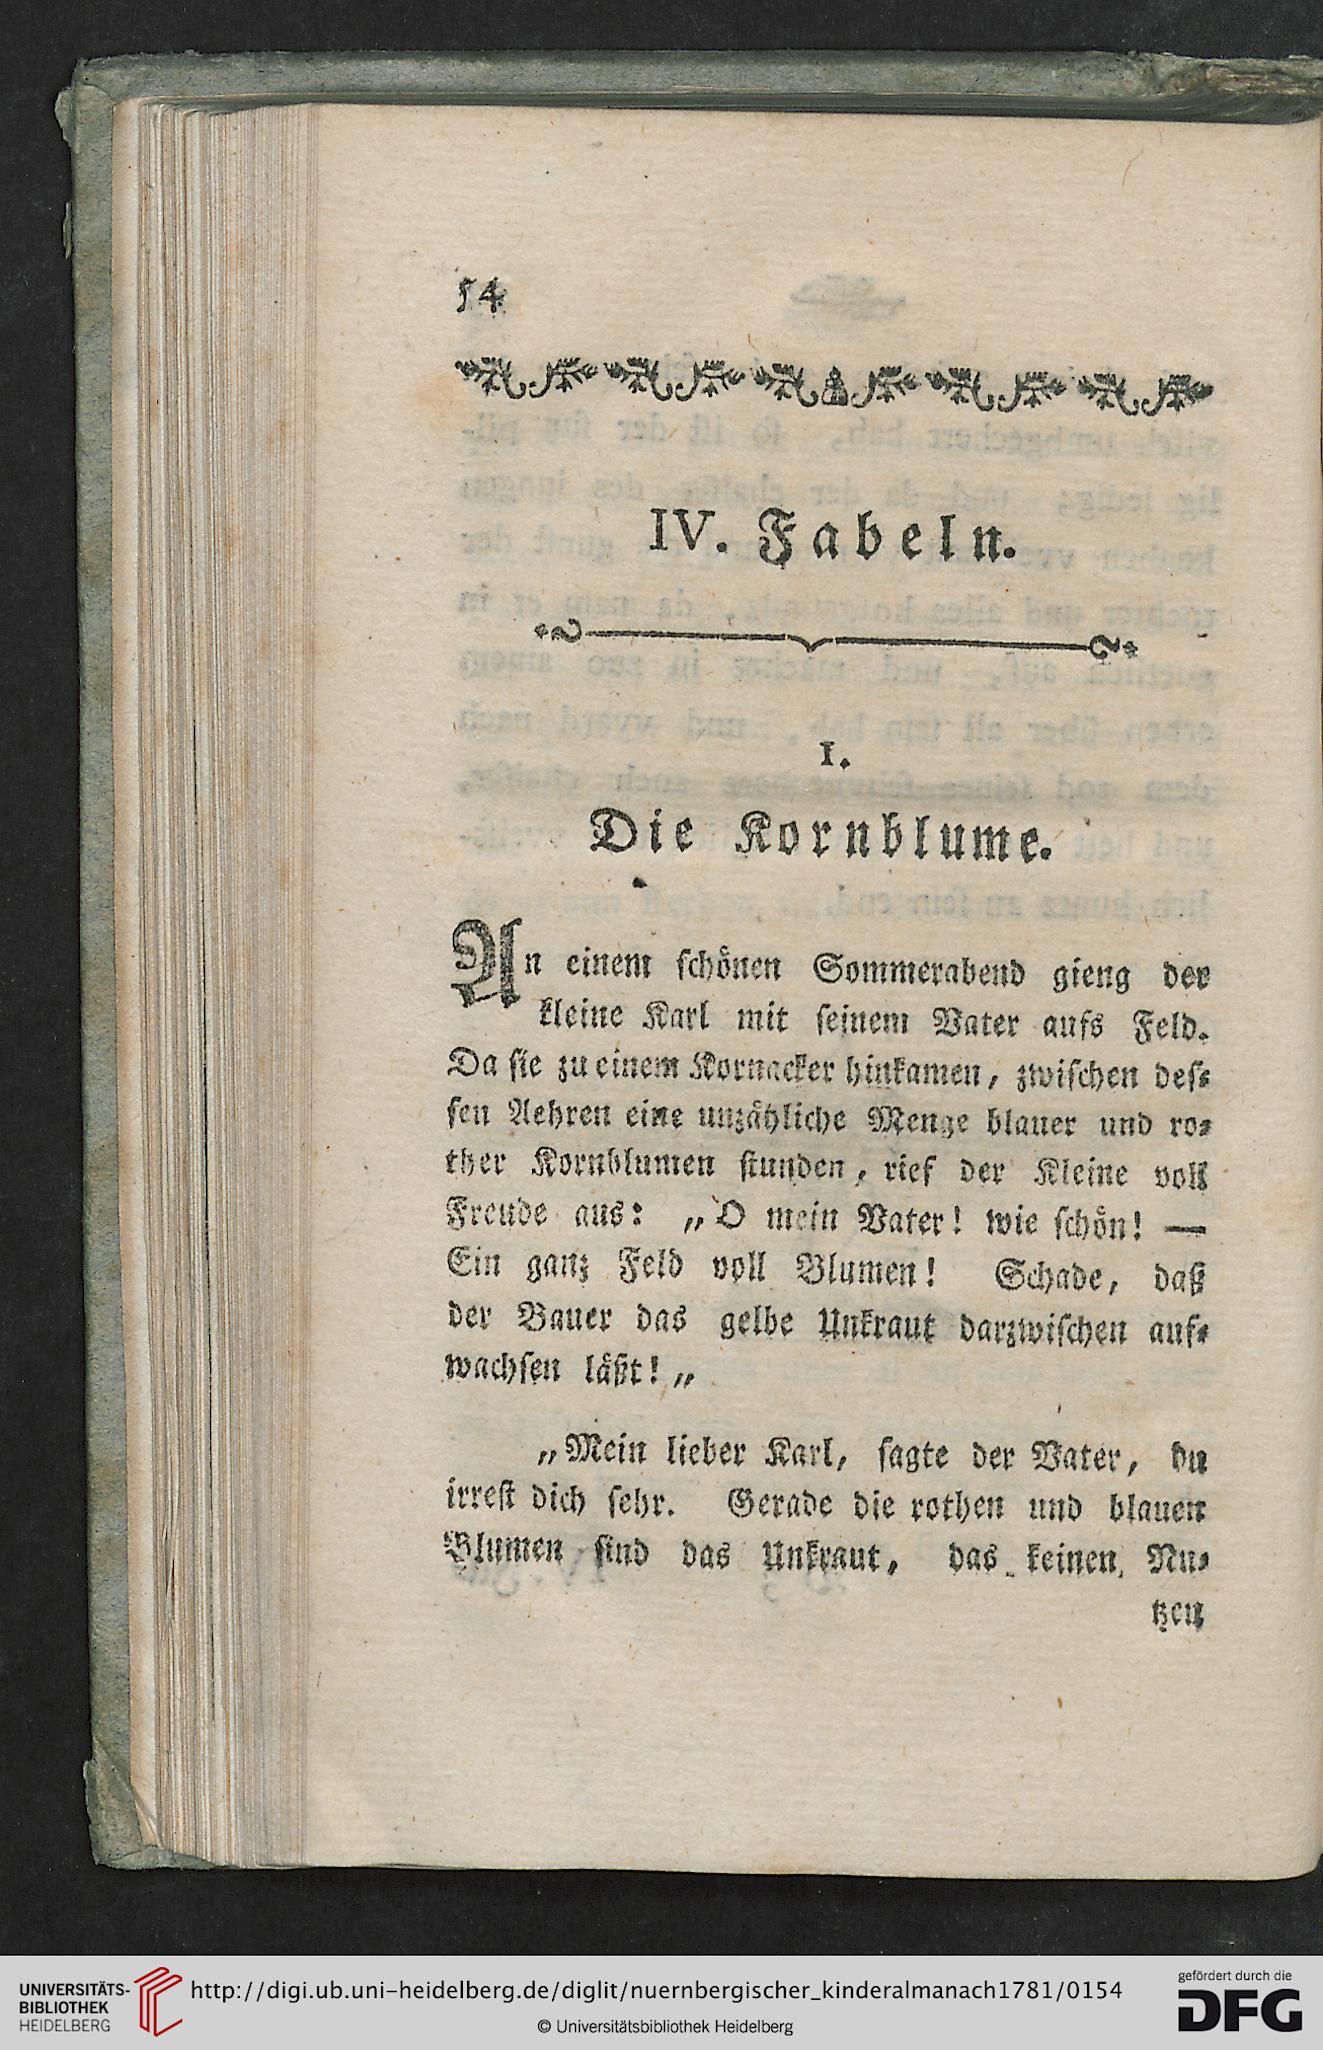 54
IV. Fabeln.
1.
Die Kornblume.
An einem schönen Sommerabend gieng der
kleine Karl mit seinem Vater aufs Feld.
Da sie zu einem Kornacker hinkamen, zwischen des⸗
sen Aehren eine unzähliche Menge blauer und ro⸗
ther Kornblumen stunden, rief der Kleine voll
Freude aus: „O mein Vater! wie schön! —
Ein ganz Feld voll Blumen! Schade, daß
der Bauer das gelbe Unkraut darzwischen auf⸗
wachsen läßt!„
„Mein lieber Karl, sagte der Vater, du
irrest dich sehr. Gerade die rothen und blauen
Blumen sind das Unkraut, das keinen Nu⸗
tzen
UNIVERSITÄTS-
BIBLIOTHEK
HEIDELBERG
http://digi.ub.uni-heidelberg.de/diglit/nuernbergischer_kinderalmanach1781/0154
© Universitätsbibliothek Heidelberg
gefördert durch die
DFG